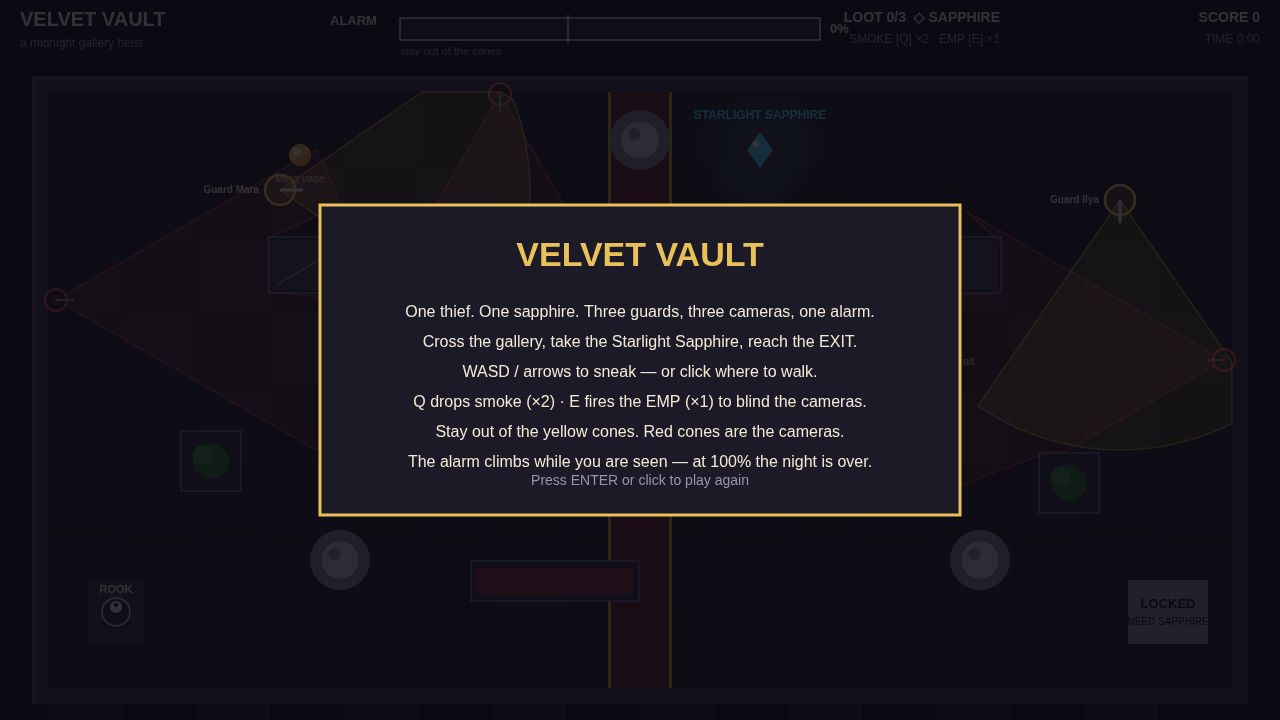 VELVET VAULT
a midnight gallery heist
ALARM
0%
stay out of the cones
LOOT 0/3 ◇ SAPPHIRE
SMOKE [Q] ×2 EMP [E] ×1
SCORE 0
TIME 0:00
STARLIGHT SAPPHIRE
Ming vase
Guard Mara
Guard Ilya
VELVET VAULT
One thief. One sapphire. Three guards, three cameras, one alarm.
Cross the gallery, take the Starlight Sapphire, reach the EXIT.
WASD / arrows to sneak — or click where to walk.
Q drops smoke (×2) · E fires the EMP (×1) to blind the cameras.
Stay out of the yellow cones. Red cones are the cameras.
The alarm climbs while you are seen — at 100% the night is over.
Press ENTER or click to play again
ROOK
LOCKED
NEED SAPPHIRE